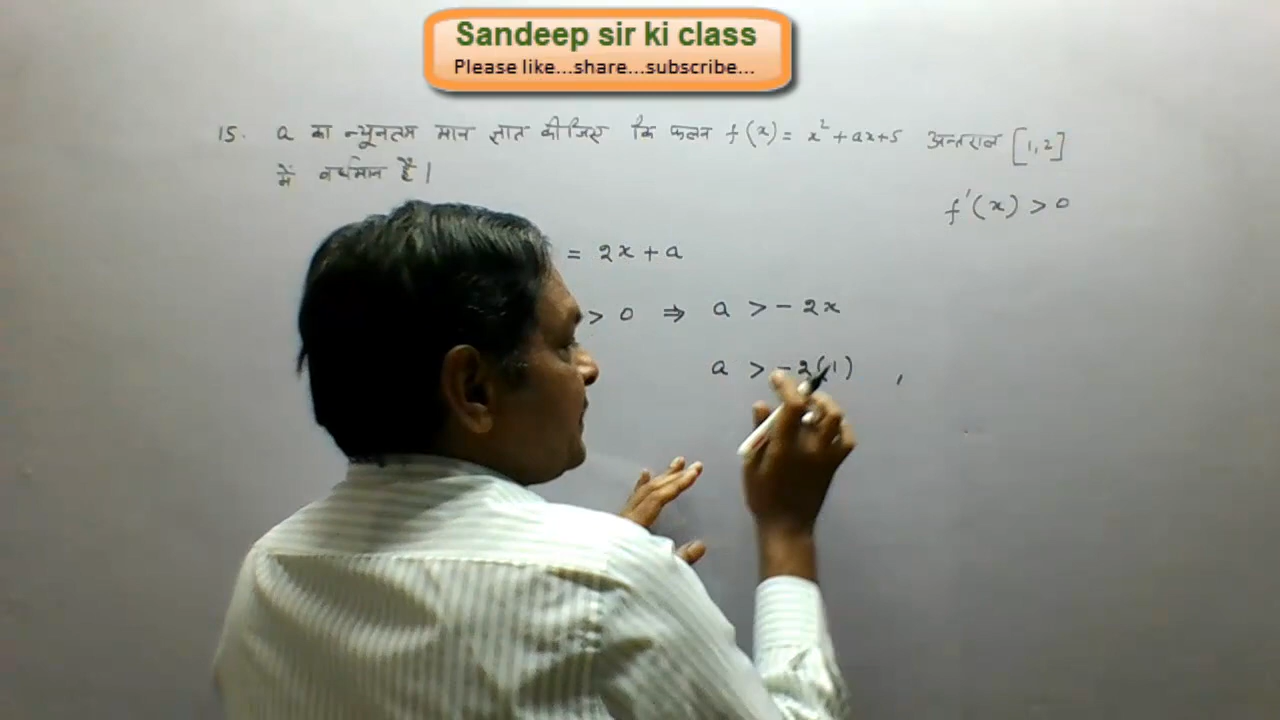 Sandeep sir ki class
Please like...share...subscribe...
15. a का न्यूनतम मान ज्ञात कीजिए कि फलन f(x) = x² + ax + 5 अन्तराल [1,2]
में वर्धमान है।
f'(x) > 0
= 2x + a
> 0 ⇒ a > - 2x
a > - 2(1) ,